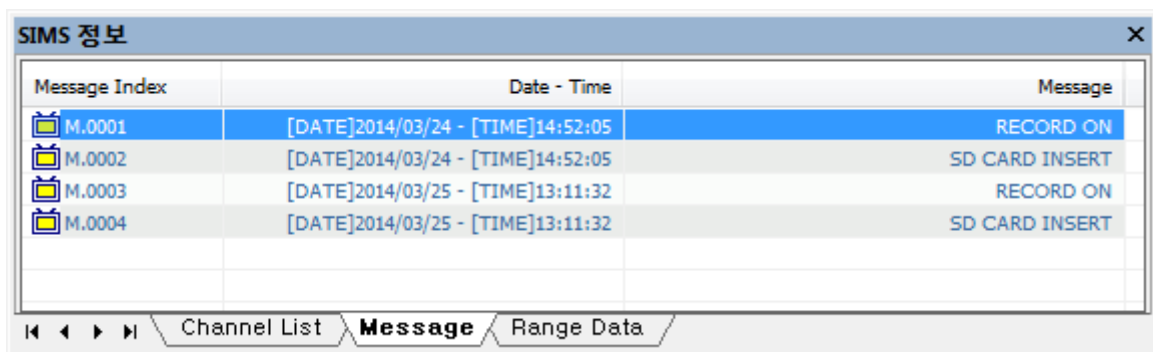 SIMS 정보
Message Index Date - Time Message
M.0001 [DATE]2014/03/24 - [TIME]14:52:05 RECORD ON
M.0002 [DATE]2014/03/24 - [TIME]14:52:05 SD CARD INSERT
M.0003 [DATE]2014/03/25 - [TIME]13:11:32 RECORD ON
M.0004 [DATE]2014/03/25 - [TIME]13:11:32 SD CARD INSERT
Channel List Message Range Data